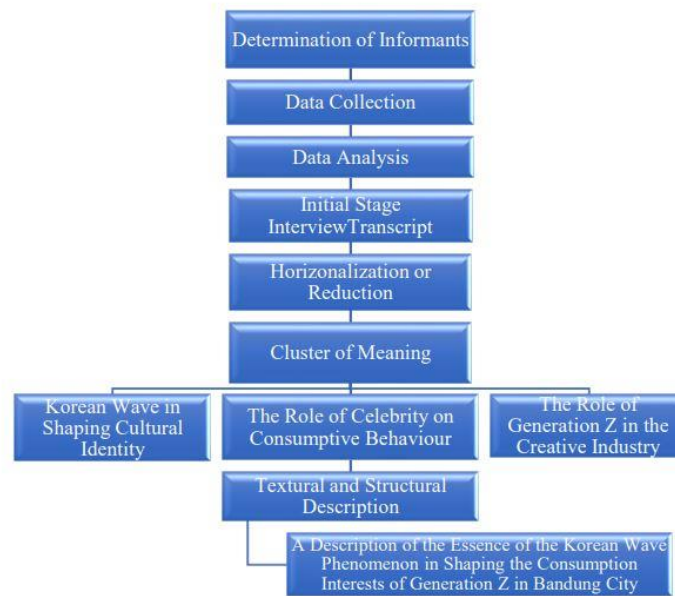 Determination of Informants
Data Collection
Data Analysis
Initial Stage
InterviewTranscript
Horizonalization or
Reduction
Cluster of Meaning
Korean Wave in
Shaping Cultural
Identity
The Role of Celebrity on
Consumptive Behaviour
The Role of
Generation Z in the
Creative Industry
Textural and Structural
Description
A Description of the Essence of the Korean Wave
Phenomenon in Shaping the Consumption
Interests of Generation Z in Bandung City